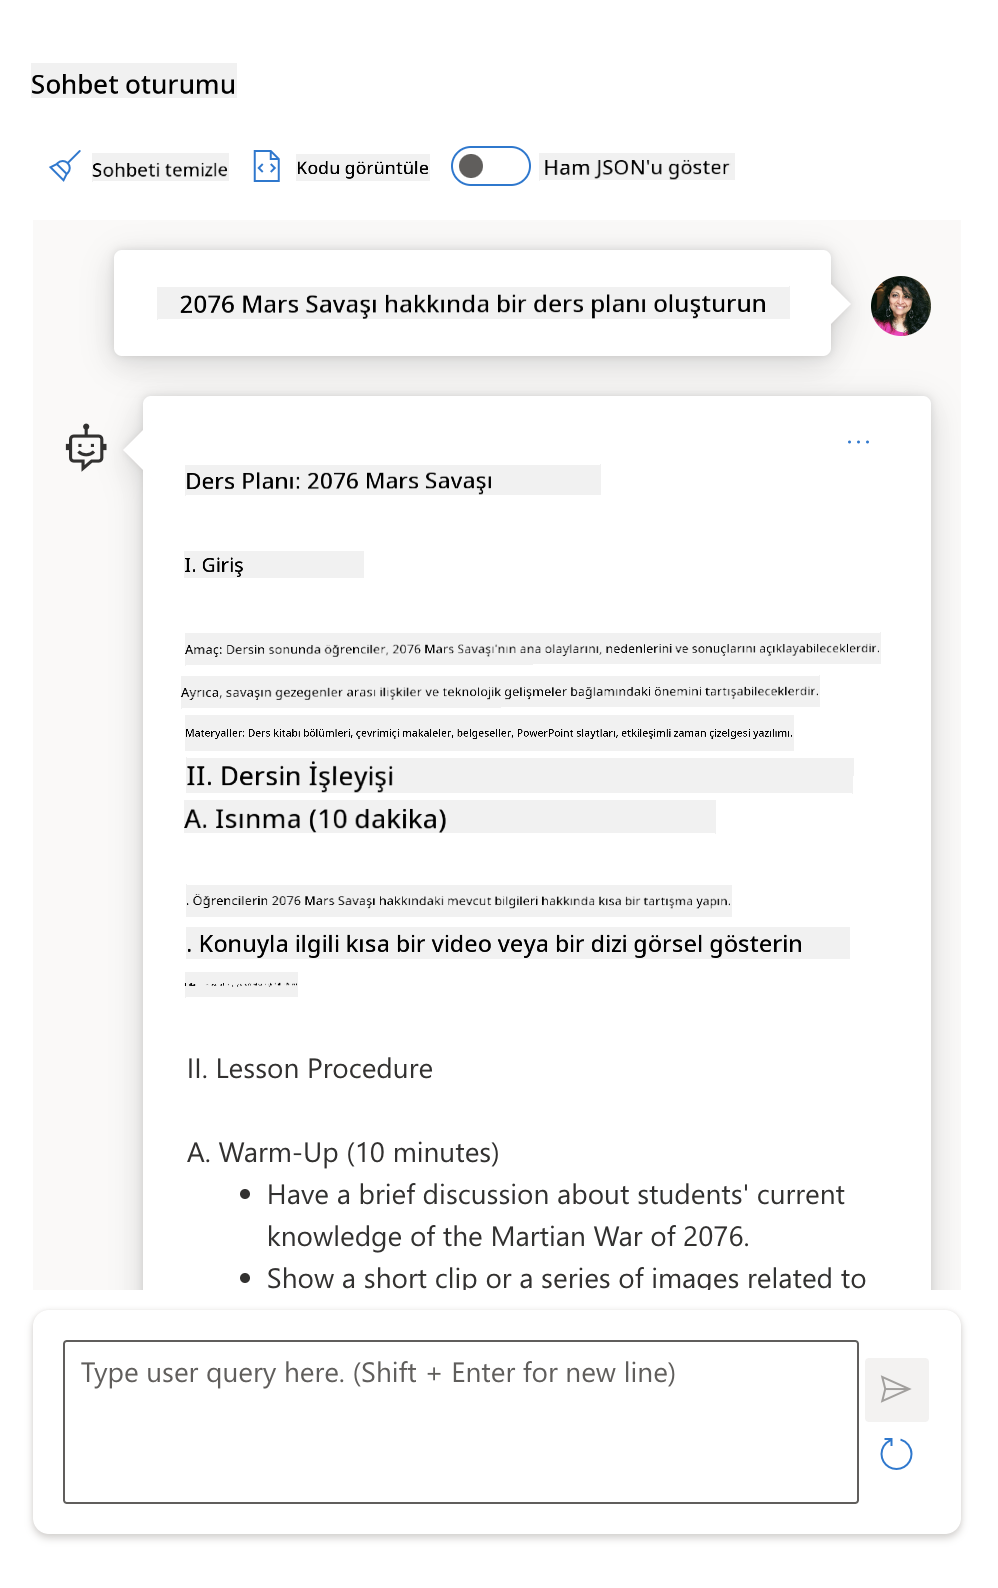 Sohbet oturumu
Sohbeti temizle
Kodu görüntüle
Ham JSON'u göster
2076 Mars Savaşı hakkında bir ders planı oluşturun
Ders Planı: 2076 Mars Savaşı
I. Giriş
Amaç: Dersin sonunda öğrenciler, 2076 Mars Savaşı'nın ana olaylarını, nedenlerini ve sonuçlarını açıklayabileceklerdir.
Ayrıca, savaşın gezegenler arası ilişkiler ve teknolojik gelişmeler bağlamındaki önemini tartışabileceklerdir.
Materyaller: Ders kitabı bölümleri, çevrimiçi makaleler, belgeseller, PowerPoint slaytları, etkileşimli zaman çizelgesi yazılımı.
II. Dersin İşleyişi
A. Isınma (10 dakika)
. Öğrencilerin 2076 Mars Savaşı hakkındaki mevcut bilgileri hakkında kısa bir tartışma yapın.
. Konuyla ilgili kısa bir video veya bir dizi görsel gösterin
II. Lesson Procedure
A. Warm-Up (10 minutes)
• Have a brief discussion about students' current
knowledge of the Martian War of 2076.
• Show a short clip or a series of images related to
Type user query here. (Shift + Enter for new line)